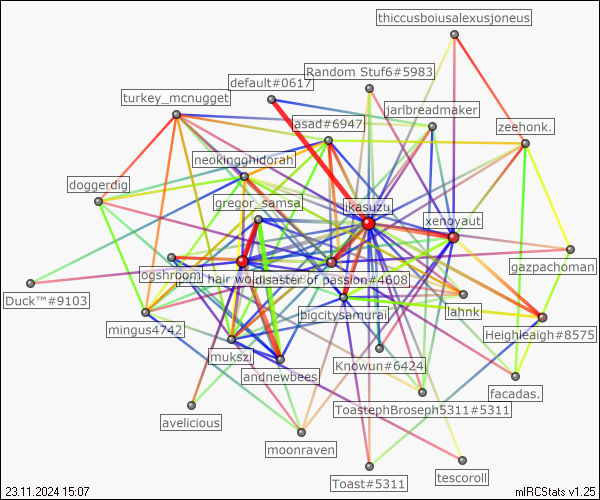 thiccusboiusalexusjoneus
Random Stuf6#5983
default#0617
turkey_mcnugget
jarlbreadmaker
asad#6947
zeehonk.
neokingghidorah
doggerdig
gregor_samsa
ikasuzu
xenoyaut
gazpachoman
ogshroom
hair wo
disaster of passion#4608
Duck™#9103
bigcitysamurai
lahnk
mingus4742
Heighleaigh#8575
mukszi
Knowun#6424
andnewbees
facadas.
ToastephBroseph5311#5311
avelicious
moonraven
Toast#5311
tescoroll
23.11.2024 15:07
mIRCStats v1.25